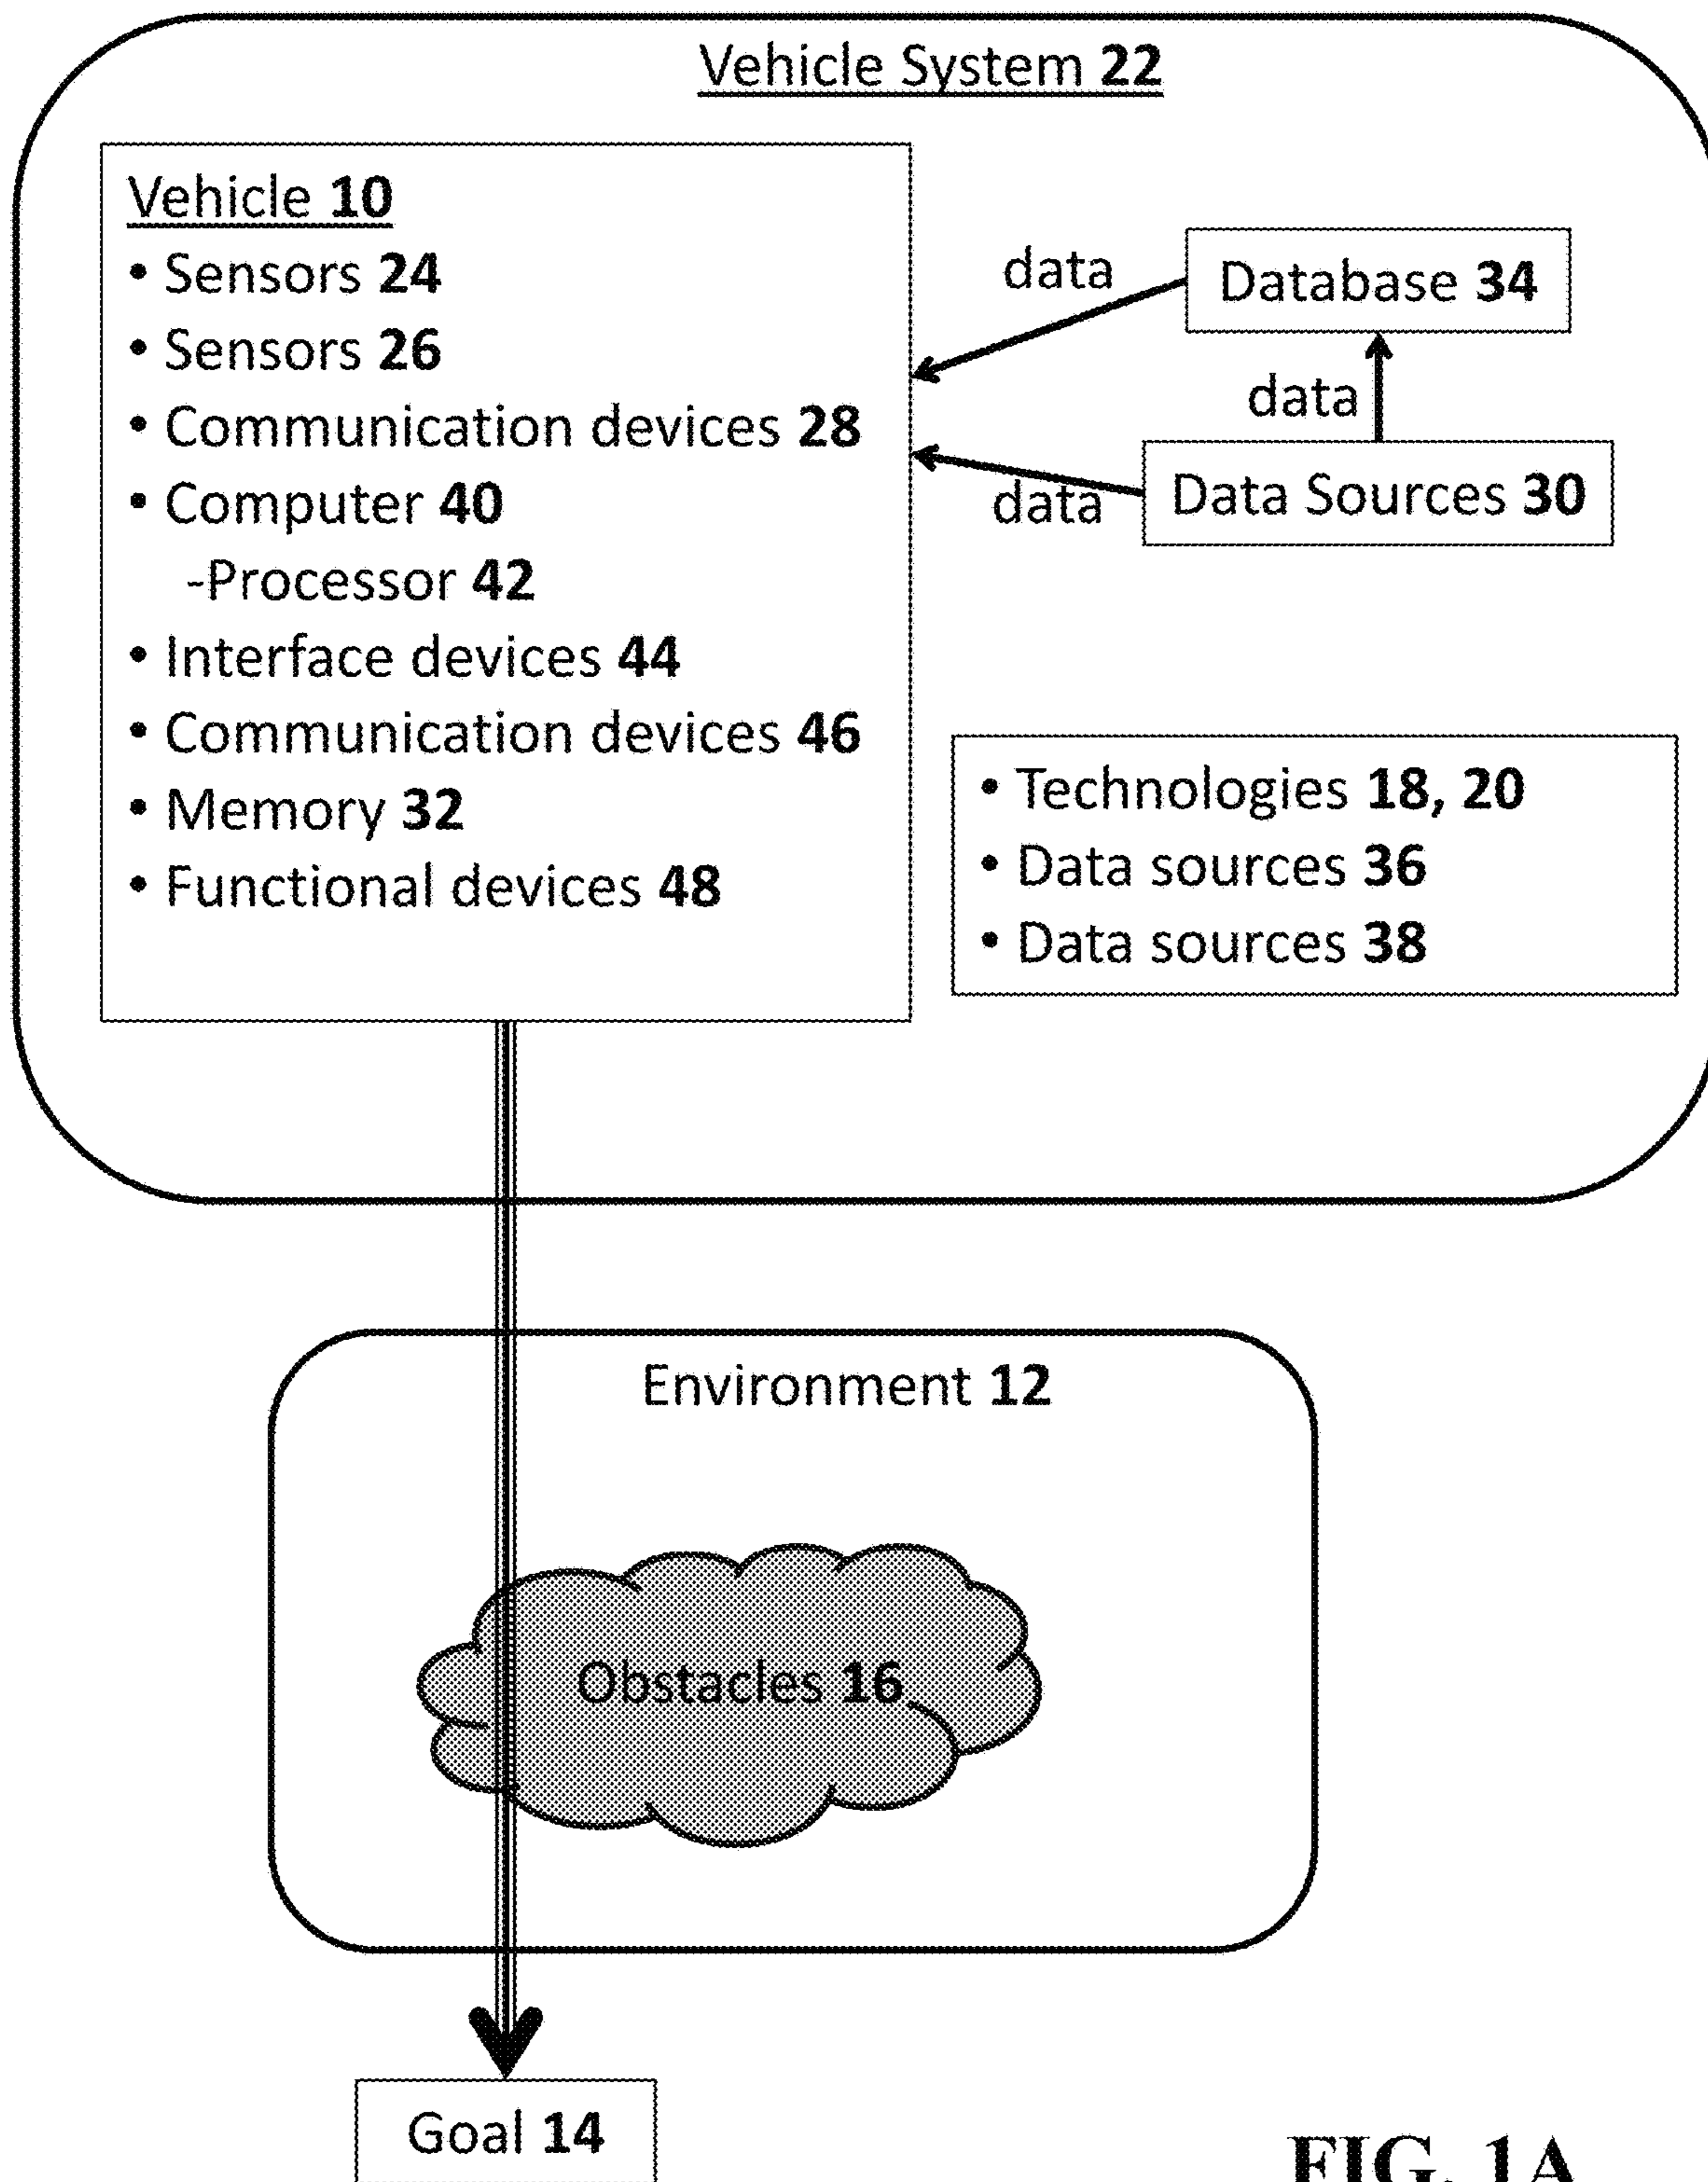 Vehicle System 22
Vehicle 10
• Sensors 24
• Sensors 26
• Communication devices 28
• Computer 40
-Processor 42
• Interface devices 44
• Communication devices 46
• Memory 32
• Functional devices 48
data
Database 34
data
data
Data Sources 30
• Technologies 18, 20
• Data sources 36
• Data sources 38
Environment 12
Obstacles 16
Goal 14
FIG. 1A